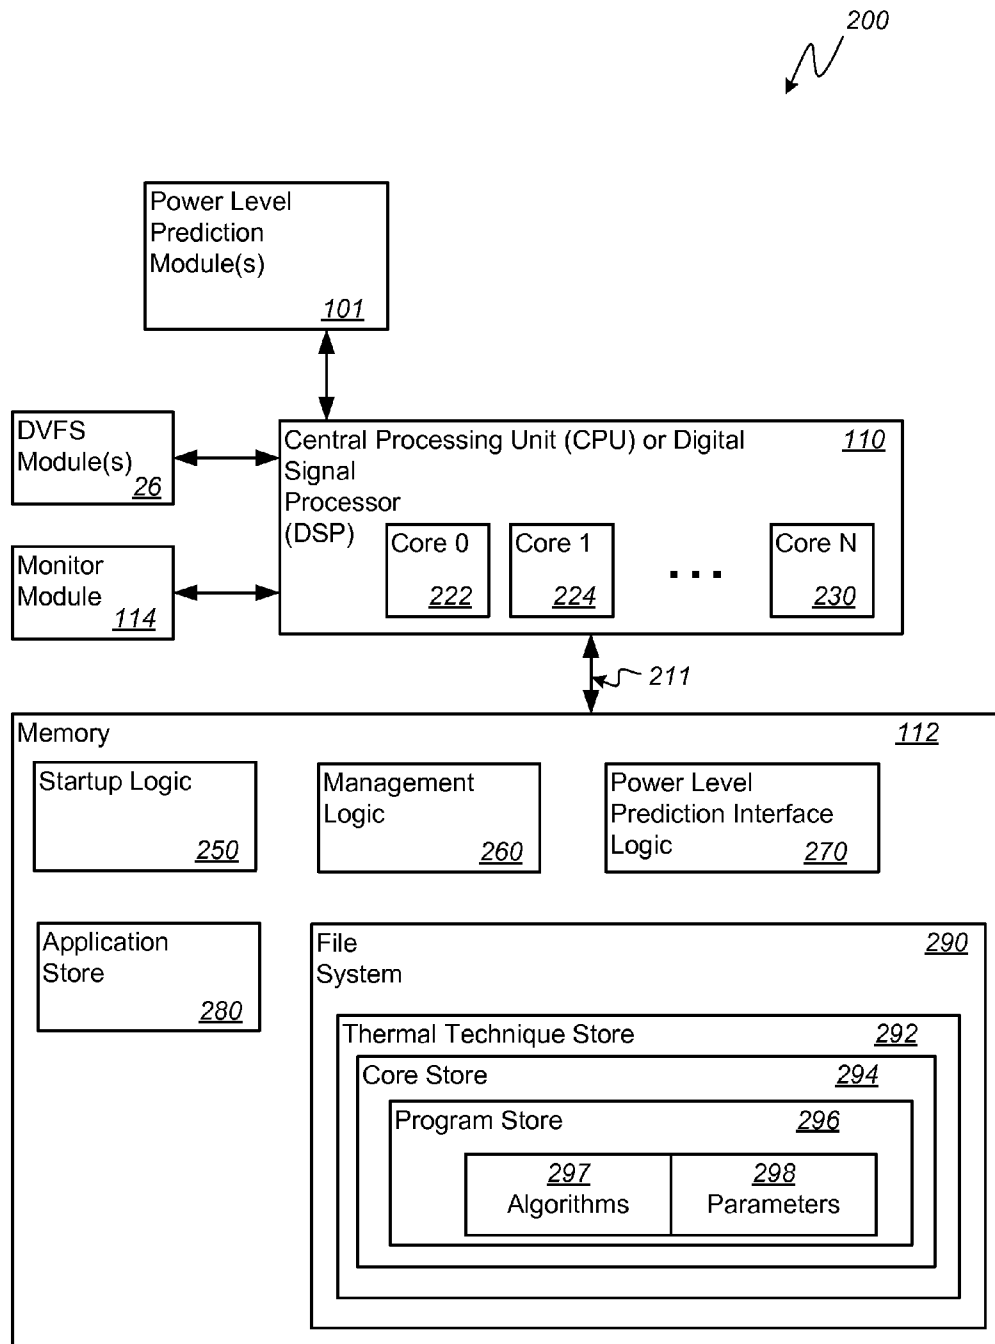 200
Power Level
Prediction
Module(s)
101
DVFS
Module(s)
26
Central Processing Unit (CPU) or Digital
Signal
Processor
(DSP)
110
Core 0
222
Core 1
224
...
Core N
230
Monitor
Module
114
211
Memory
112
Startup Logic
250
Management
Logic
260
Power Level
Prediction Interface
Logic
270
Application
Store
280
File
System
290
Thermal Technique Store
292
Core Store
294
Program Store
296
297
Algorithms
298
Parameters